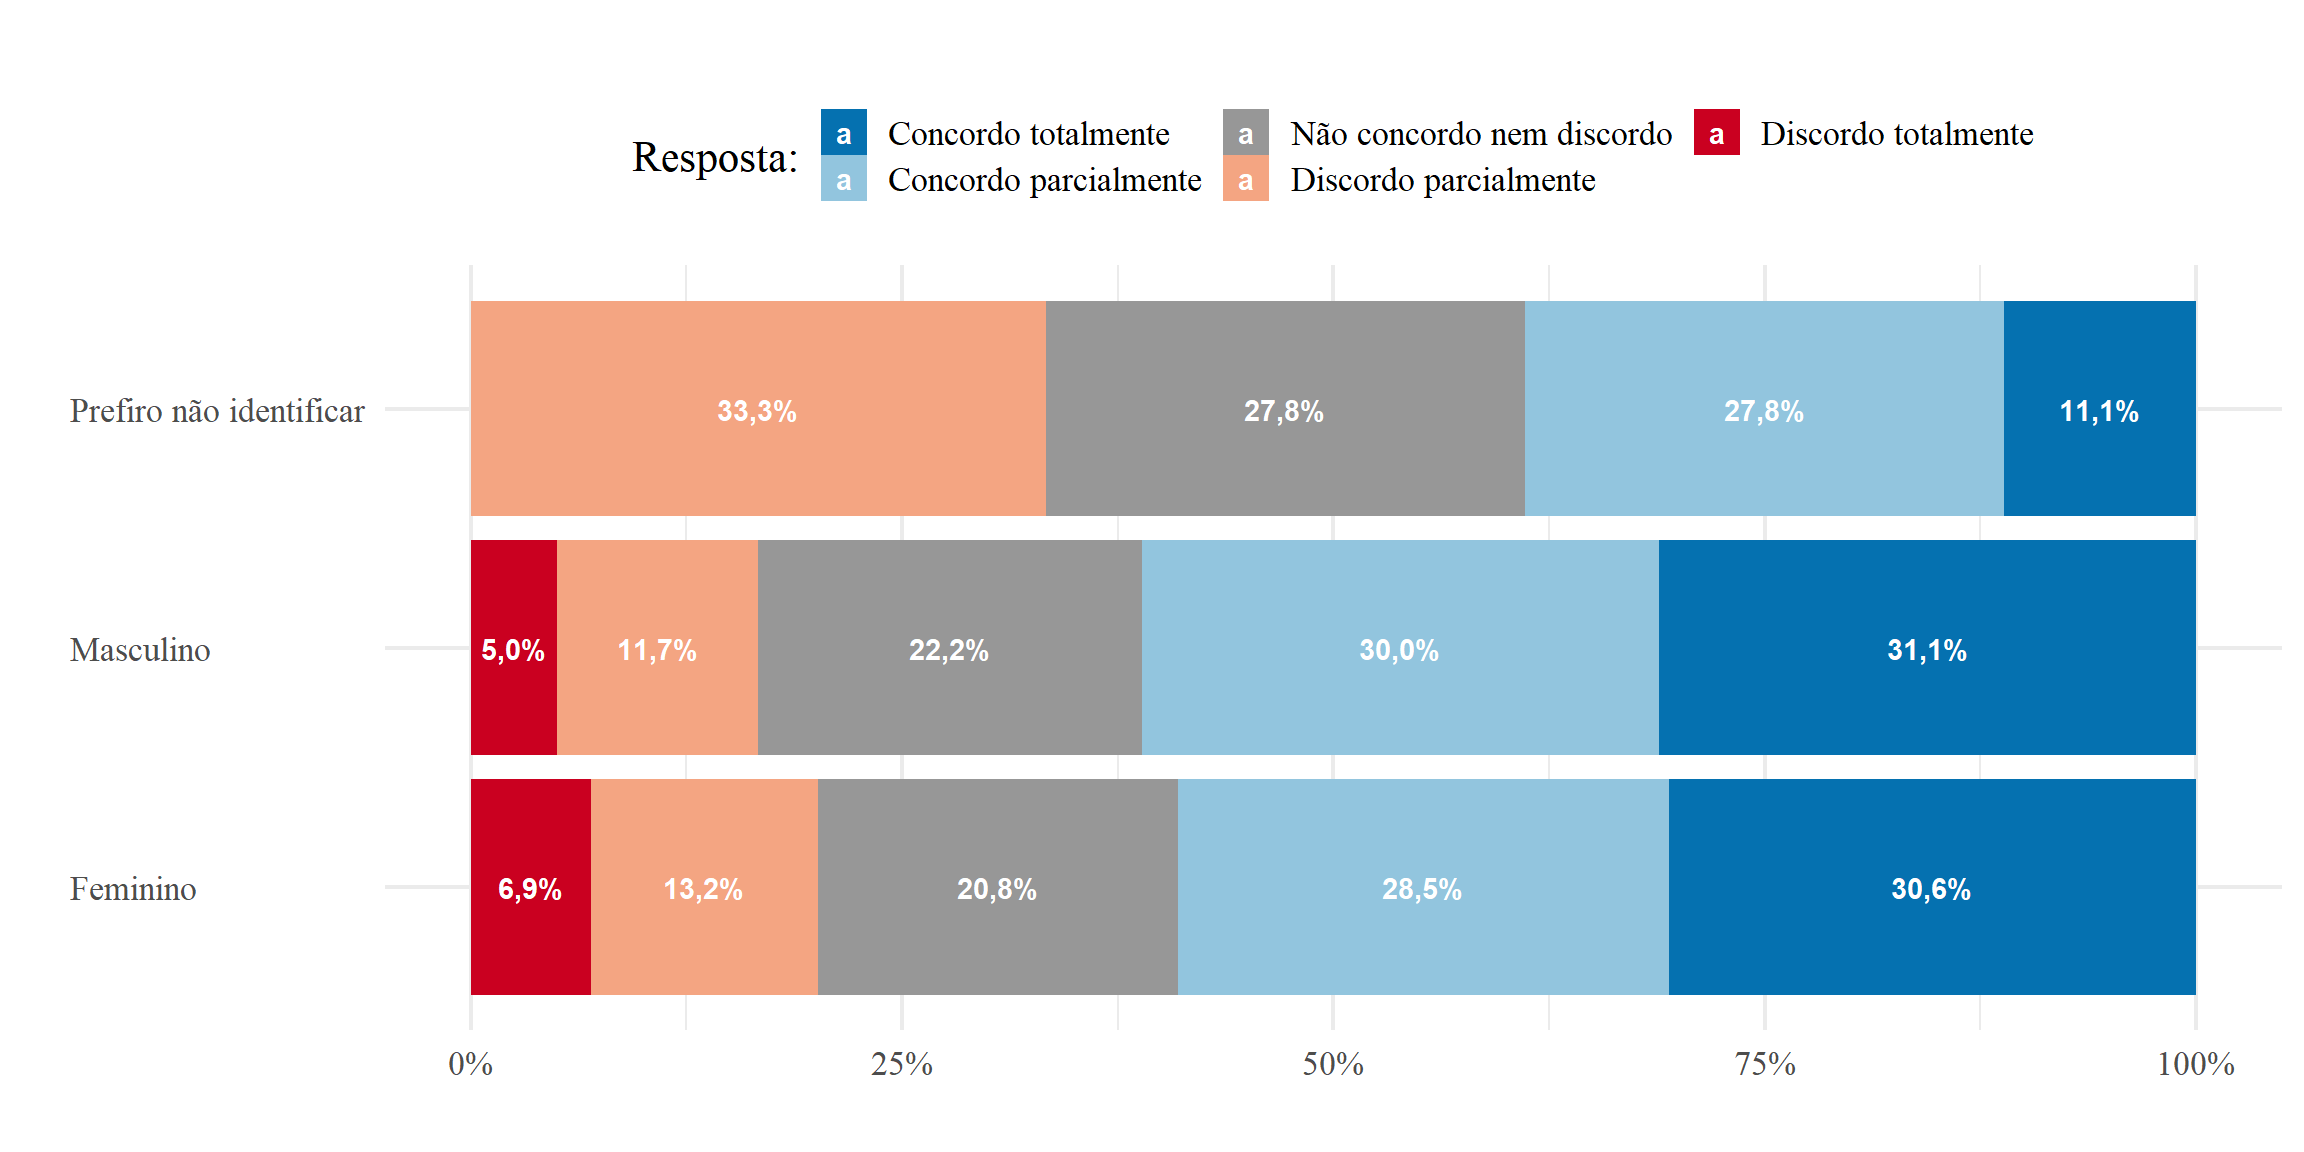 Resposta:
a Concordo totalmente
a Concordo parcialmente
a Não concordo nem discordo
a Discordo parcialmente
a Discordo totalmente
Prefiro não identificar
33,3% 27,8% 27,8% 11,1%
Masculino
5,0% 11,7% 22,2% 30,0% 31,1%
Feminino
6,9% 13,2% 20,8% 28,5% 30,6%
0% 25% 50% 75% 100%